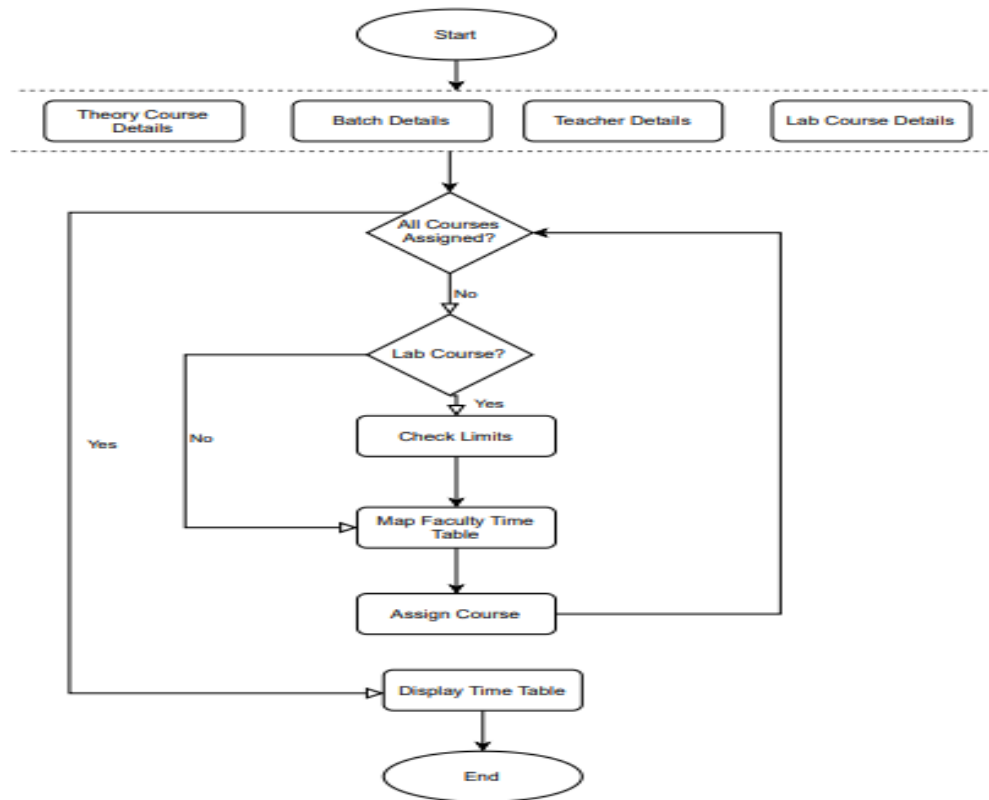 Start
Theory Course
Details
Batch Details
Teacher Details
Lab Course Details
All Courses
Assigned?
No
Lab Course?
Yes
Check Limits
Yes
No
Map Faculty Time
Table
Assign Course
Display Time Table
End